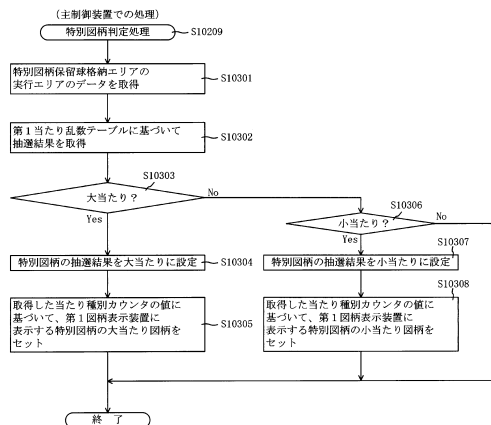 (主制御装置での処理)
特別図柄判定処理
S10209
特別図柄保留球格納エリアの
実行エリアのデータを取得
S10301
第1当たり乱数テーブルに基づいて
抽選結果を取得
S10302
S10303
大当たり?
No
Yes
S10306
小当たり?
No
Yes
特別図柄の抽選結果を大当たりに設定
S10304
S10307
特別図柄の抽選結果を小当たりに設定
取得した当たり種別カウンタの値に
基づいて、第1図柄表示装置に
表示する特別図柄の大当たり図柄を
セット
S10305
S10308
取得した当たり種別カウンタの値に
基づいて、第1図柄表示装置に
表示する特別図柄の小当たり図柄を
セット
終 了